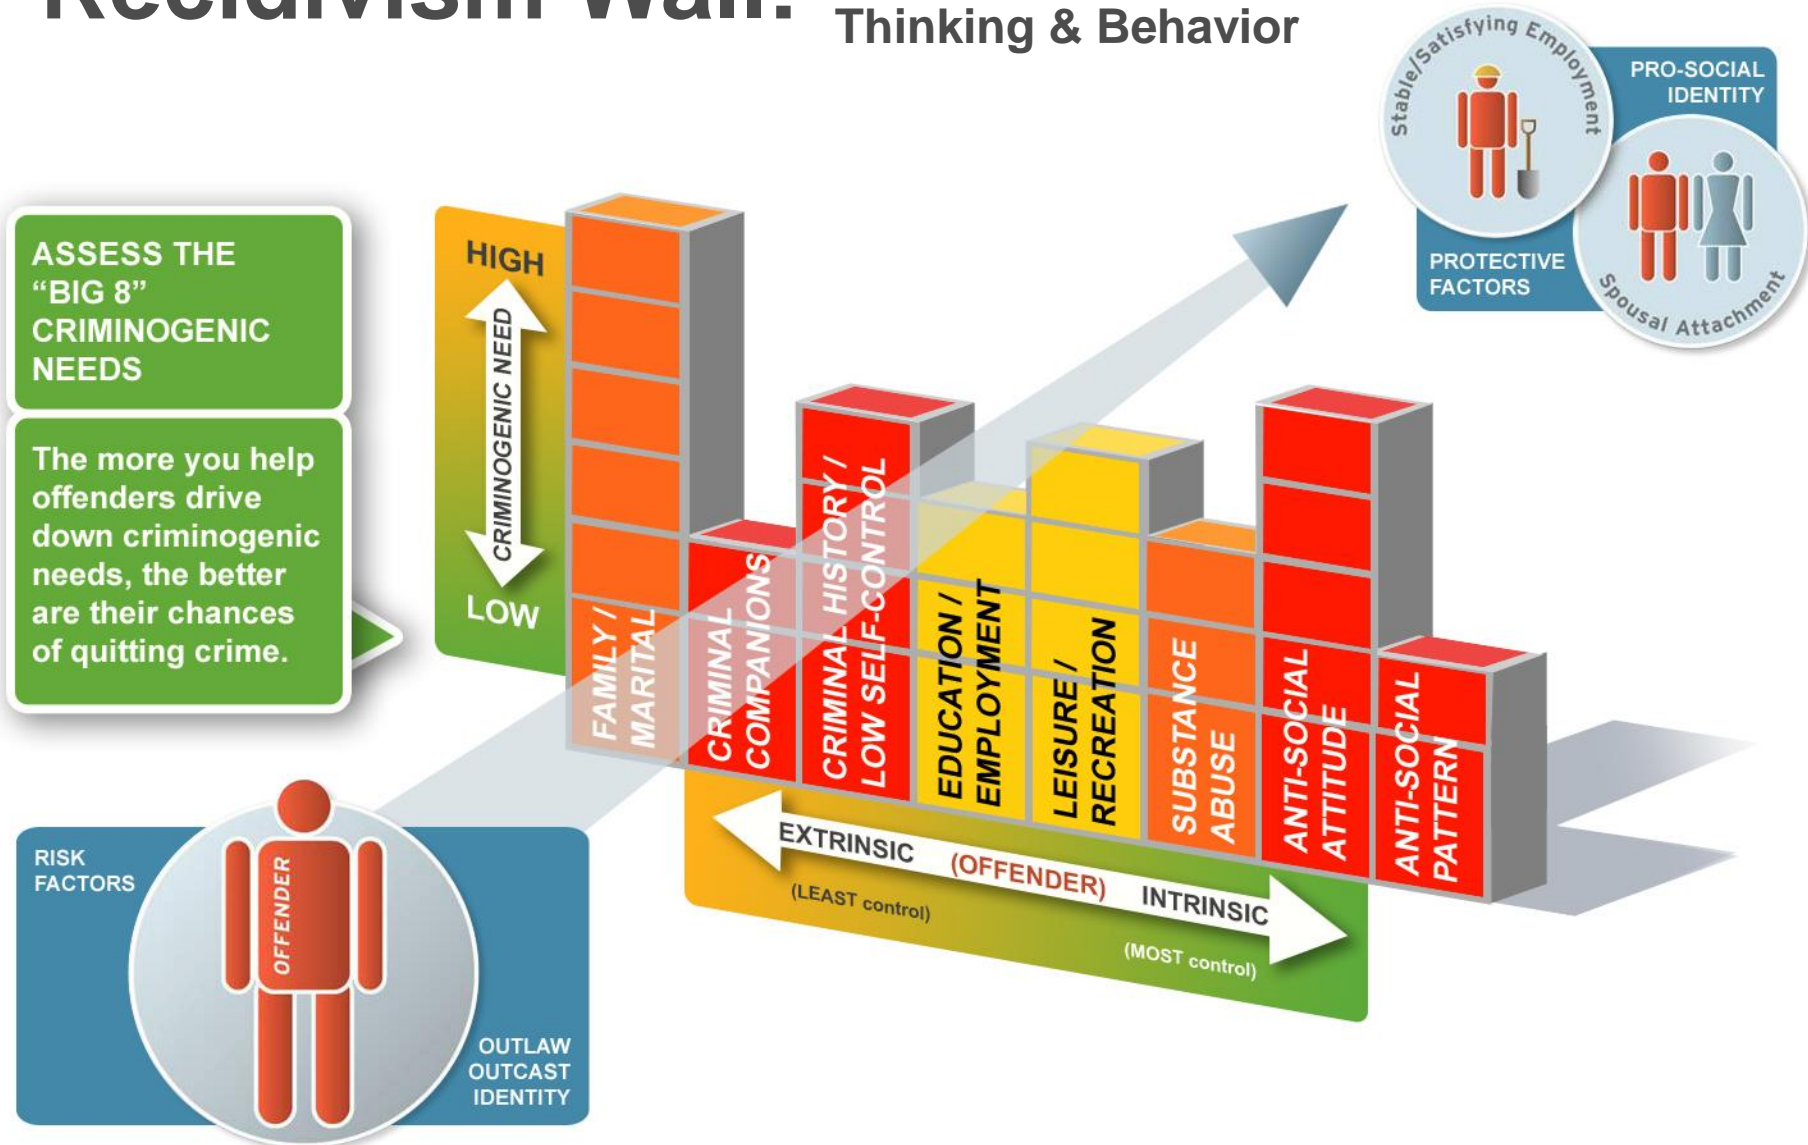 Recidivism Wall:
Thinking & Behavior
Stable/Satisfying Employment
PRO-SOCIAL
IDENTITY
PROTECTIVE
FACTORS
Spousal Attachment
ASSESS THE
“BIG 8”
CRIMINOGENIC
NEEDS
The more you help
offenders drive
down criminogenic
needs, the better
are their chances
of quitting crime.
HIGH
CRIMINOGENIC NEED
LOW
FAMILY /
MARITAL
CRIMINAL
COMPANIONS
CRIMINAL HISTORY /
LOW SELF-CONTROL
EDUCATION /
EMPLOYMENT
LEISURE /
RECREATION
SUBSTANCE
ABUSE
ANTI-SOCIAL
ATTITUDE
ANTI-SOCIAL
PATTERN
EXTRINSIC (OFFENDER) INTRINSIC
(LEAST control)
(MOST control)
RISK
FACTORS
OFFENDER
OUTLAW
OUTCAST
IDENTITY